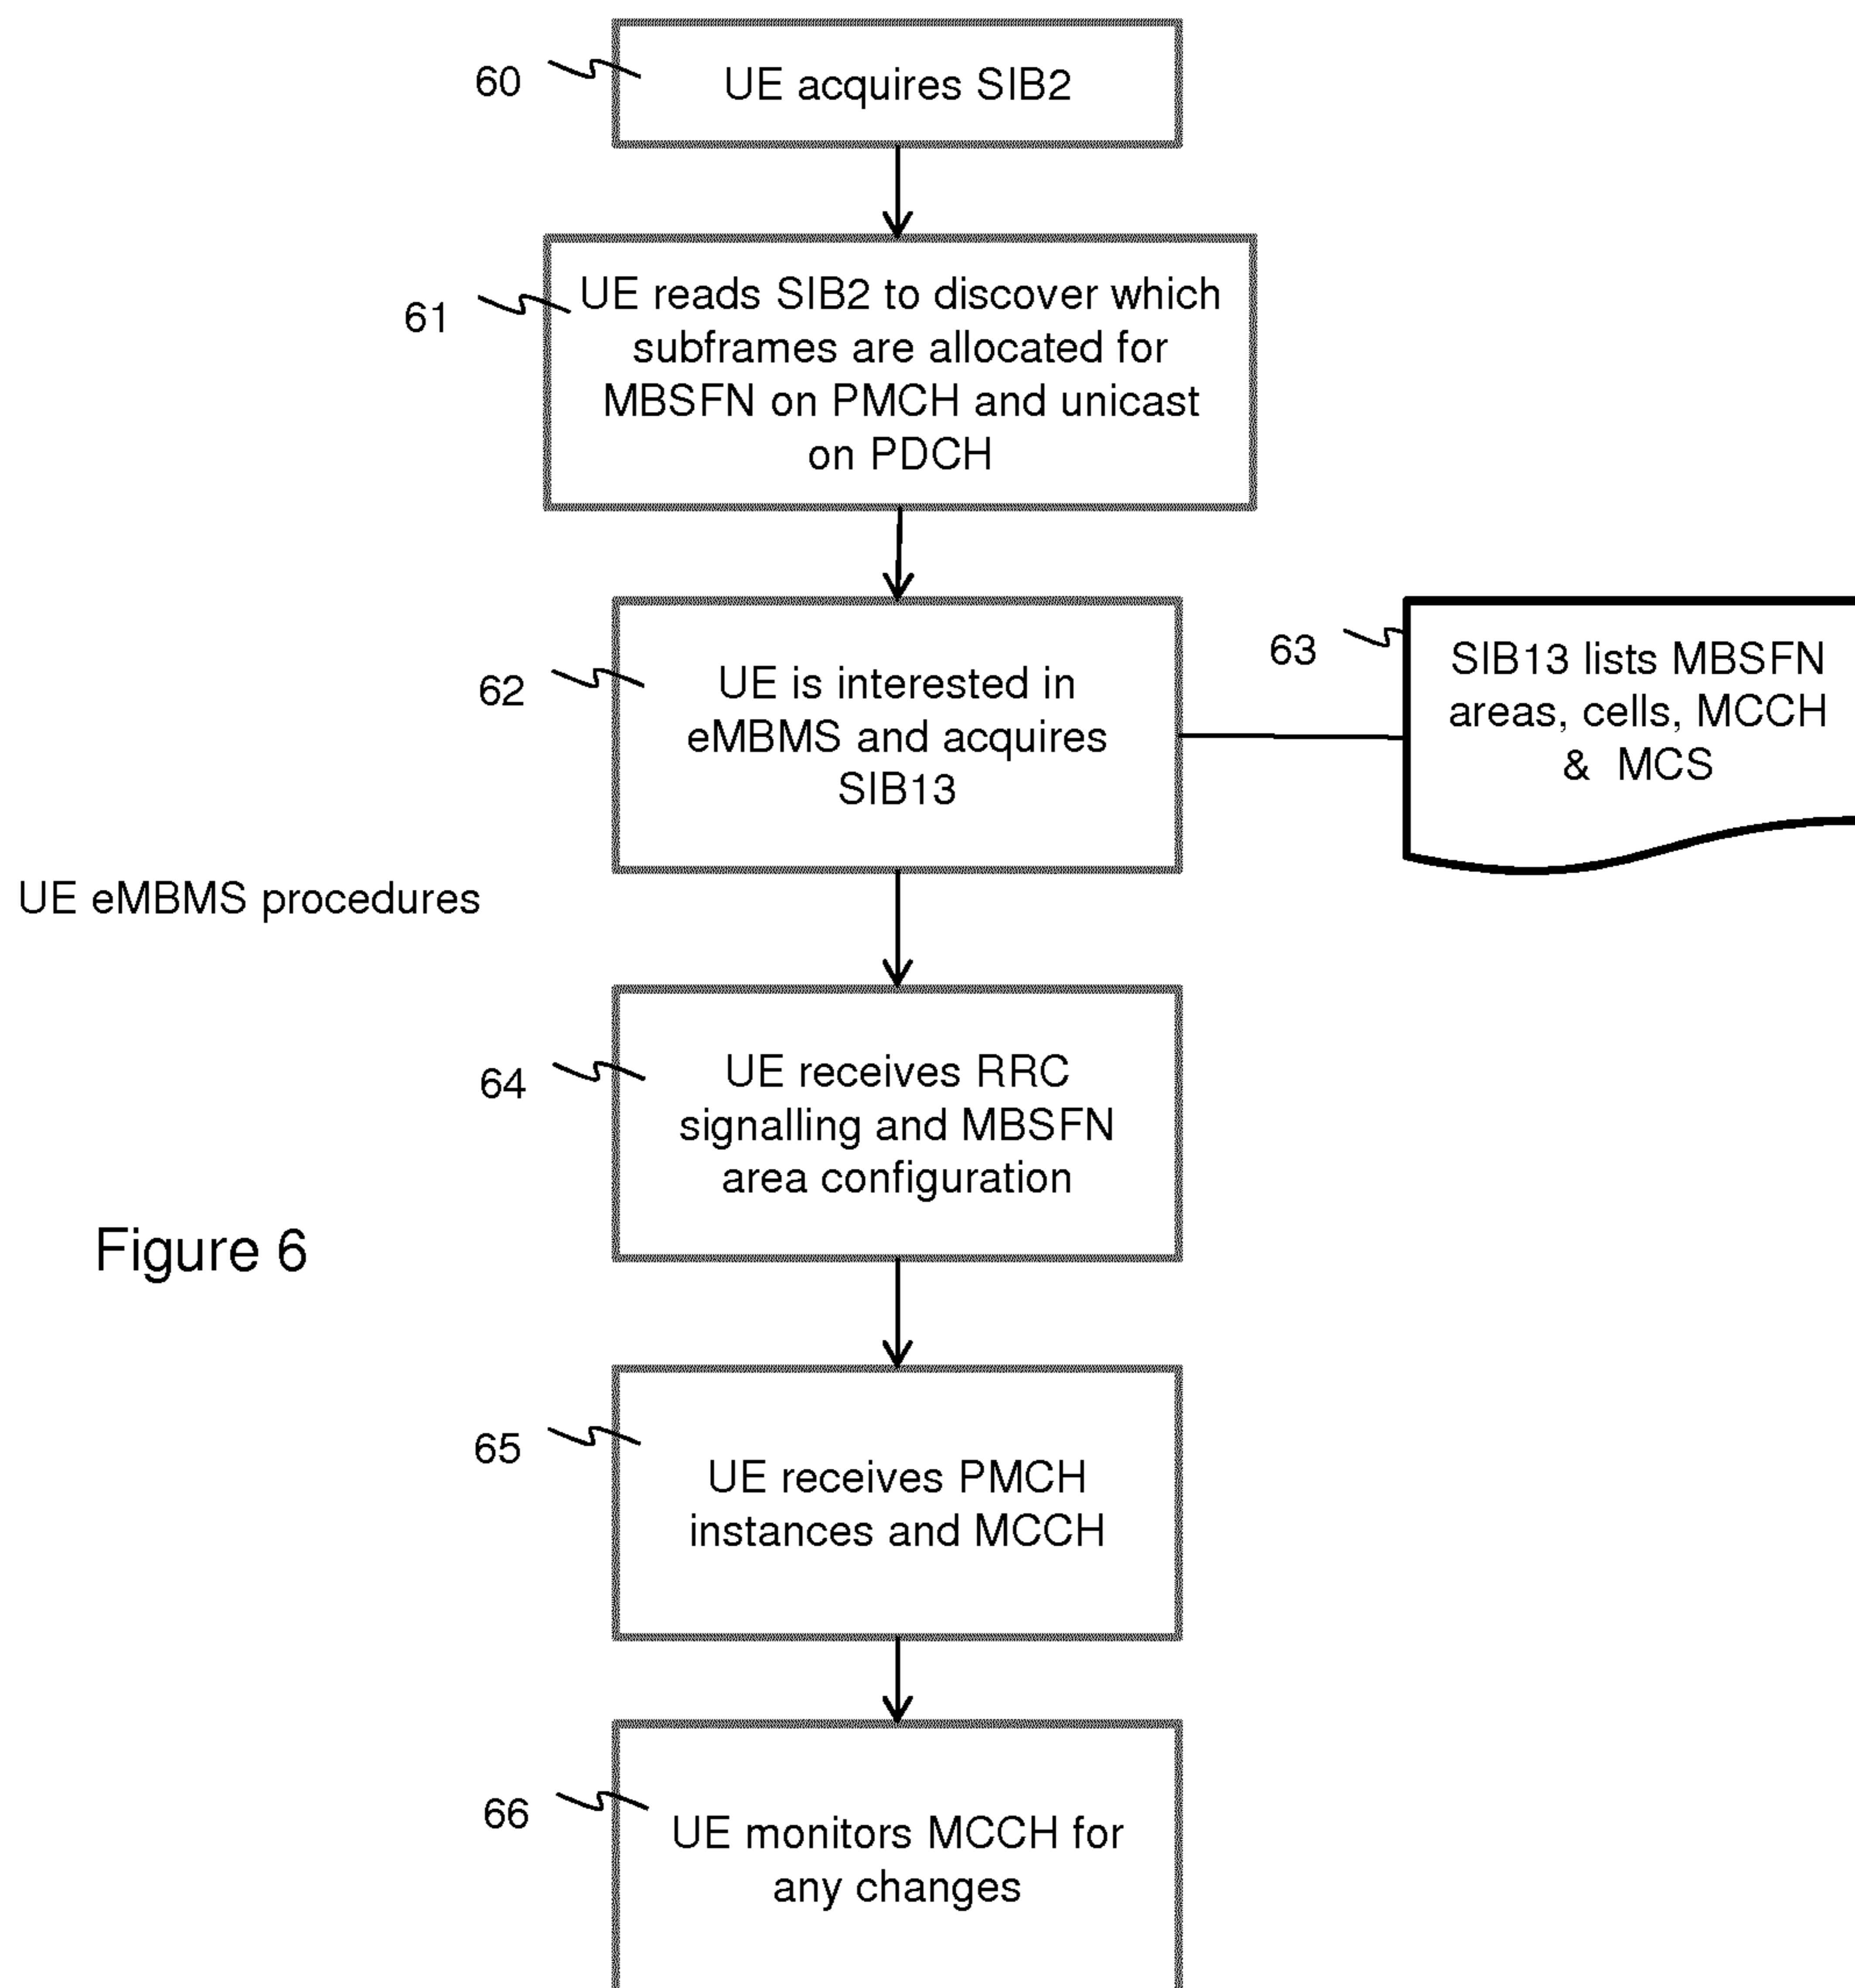 60
UE acquires SIB2
61
UE reads SIB2 to discover which
subframes are allocated for
MBSFN on PMCH and unicast
on PDCH
62
UE is interested in
eMBMS and acquires
SIB13
63
SIB13 lists MBSFN
areas, cells, MCCH
& MCS
UE eMBMS procedures
64
UE receives RRC
signalling and MBSFN
area configuration
Figure 6
65
UE receives PMCH
instances and MCCH
66
UE monitors MCCH for
any changes